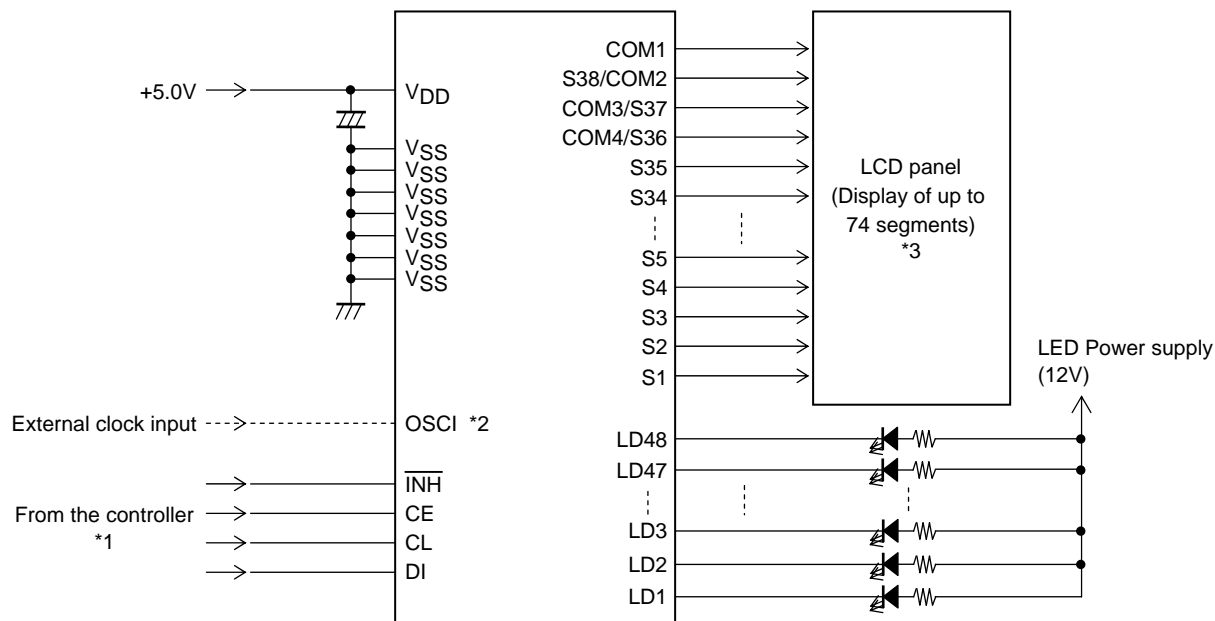 +5.0V
VDD
VSS
VSS
VSS
VSS
VSS
VSS
VSS
External clock input
OSCI *2
From the controller
*1
INH
CE
CL
DI
COM1
S38/COM2
COM3/S37
COM4/S36
S35
S34
S5
S4
S3
S2
S1
LD48
LD47
LD3
LD2
LD1
LCD panel
(Display of up to
74 segments)
*3
LED Power supply
(12V)